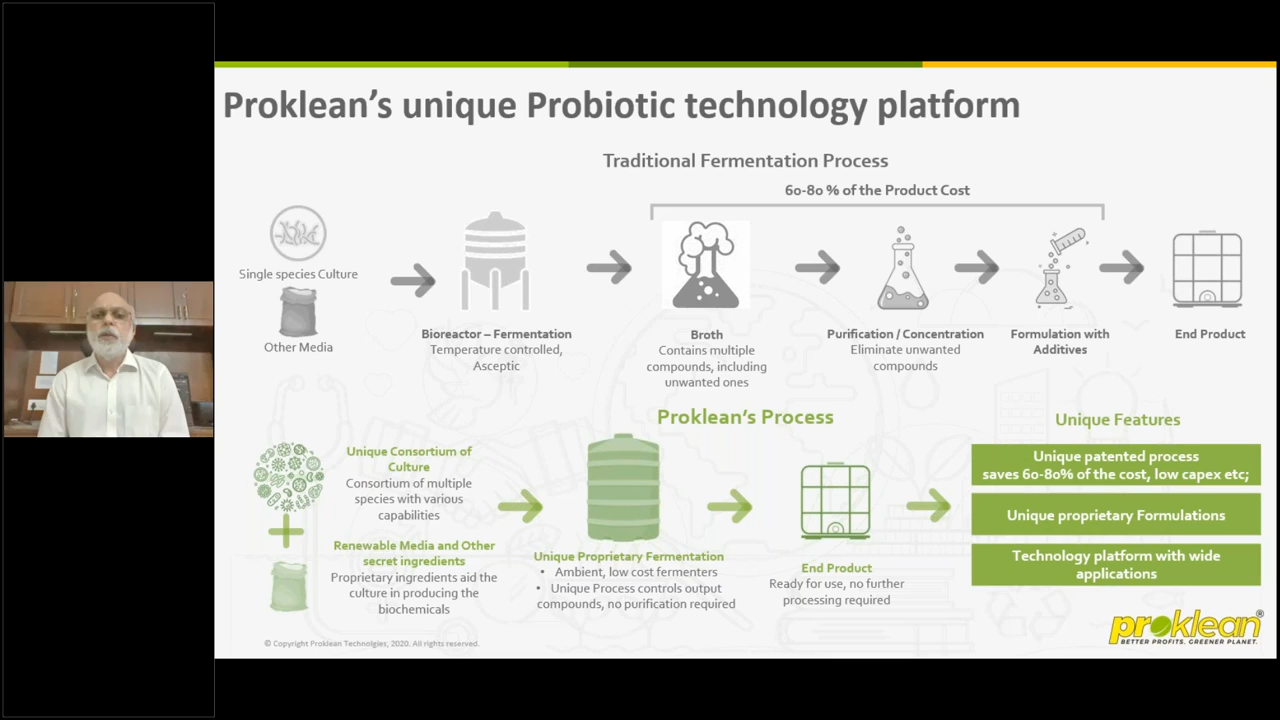 Proklean's unique Probiotic technology platform
Traditional Fermentation Process
60-80 % of the Product Cost
Single species Culture
Other Media
Bioreactor – Fermentation
Temperature controlled,
Asceptic
Broth
Contains multiple
compounds, including
unwanted ones
Purification / Concentration
Eliminate unwanted
compounds
Formulation with
Additives
End Product
Proklean's Process
Unique Consortium of
Culture
Consortium of multiple
species with various
capabilities
Renewable Media and Other
secret ingredients
Proprietary ingredients aid the
culture in producing the
biochemicals
Unique Proprietary Fermentation
• Ambient, low cost fermenters
• Unique Process controls output
compounds, no purification required
End Product
Ready for use, no further
processing required
Unique Features
Unique patented process
saves 60-80% of the cost, low capex etc;
Unique proprietary Formulations
Technology platform with wide
applications
© Copyright Proklean Technolgies, 2020. All rights reserved.
proklean®
BETTER PROFITS. GREENER PLANET.